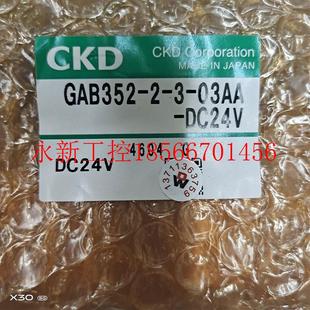 CKD
CKD Corporation
MADE IN JAPAN
GAB352-2-3-03AA
-DC24V
永新工控18566701456
DC24V
X30